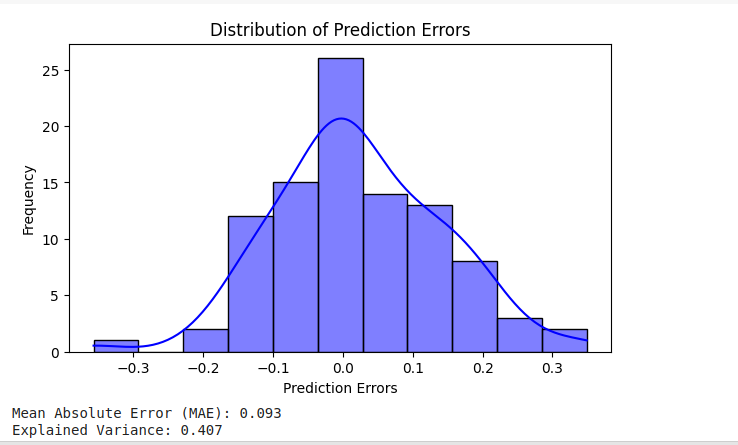 Distribution of Prediction Errors
25
20
15
10
5
0
Frequency
−0.3 −0.2 −0.1 0.0 0.1 0.2 0.3
Prediction Errors
Mean Absolute Error (MAE): 0.093
Explained Variance: 0.407